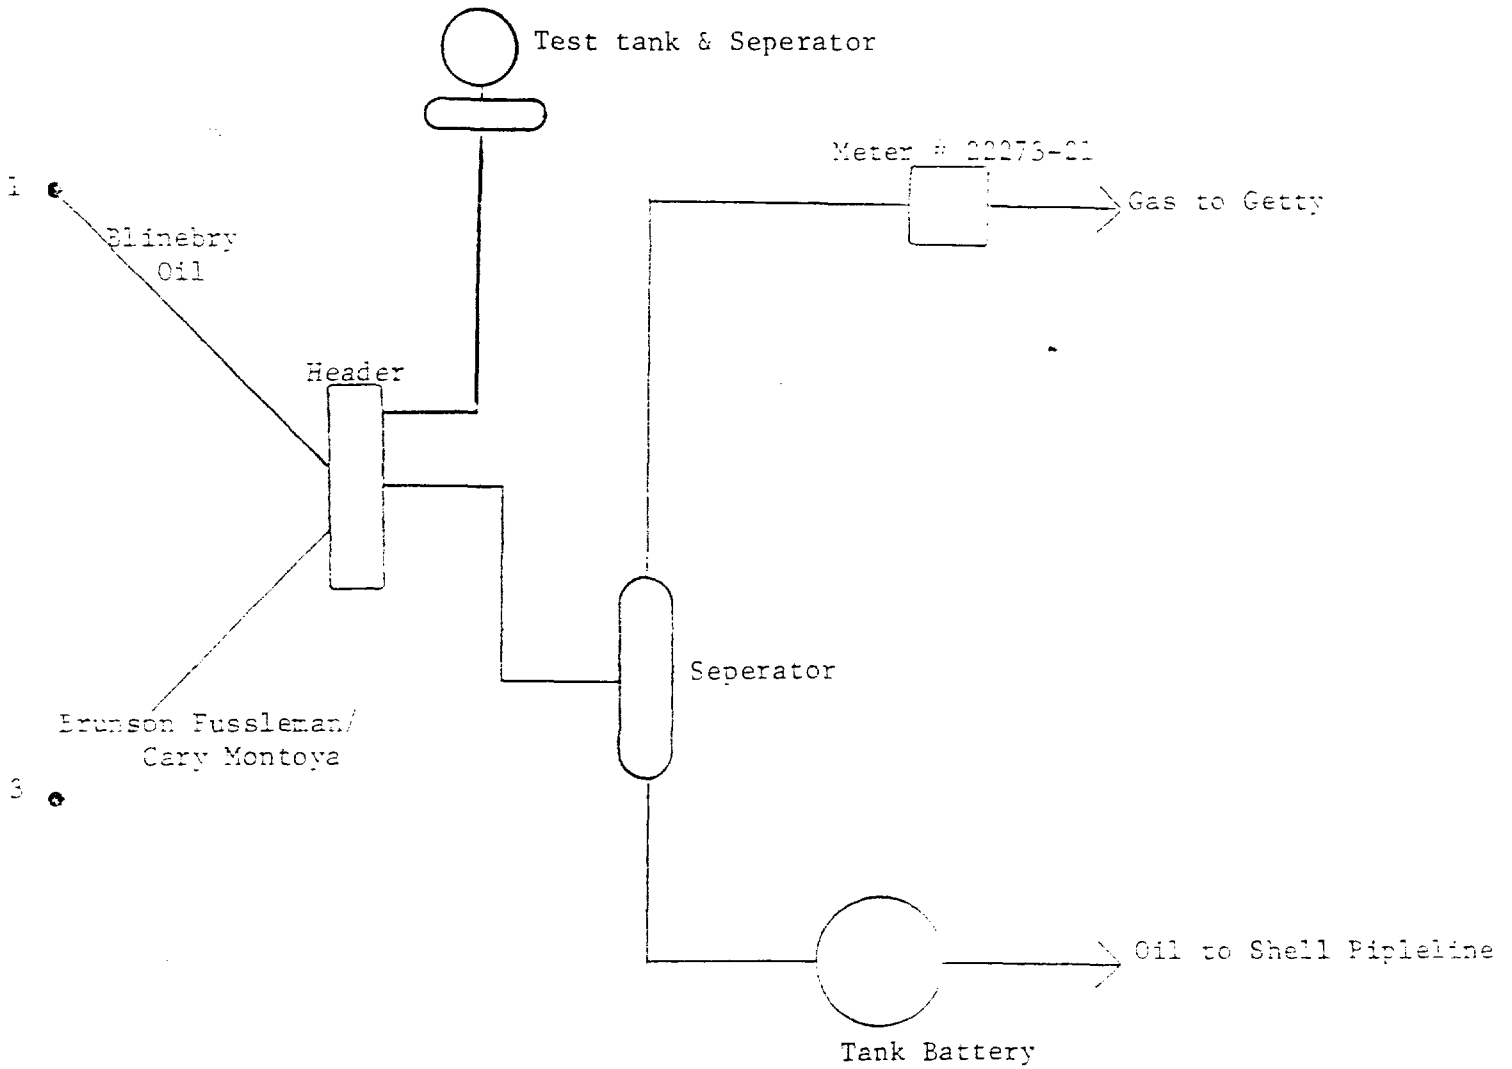 Test tank & Seperator
Meter # 22273-21
1
Gas to Getty
Blinebry
Oil
Header
Seperator
Brunson Fussleman/
Cary Montoya
3
Oil to Shell Pipleline
Tank Battery